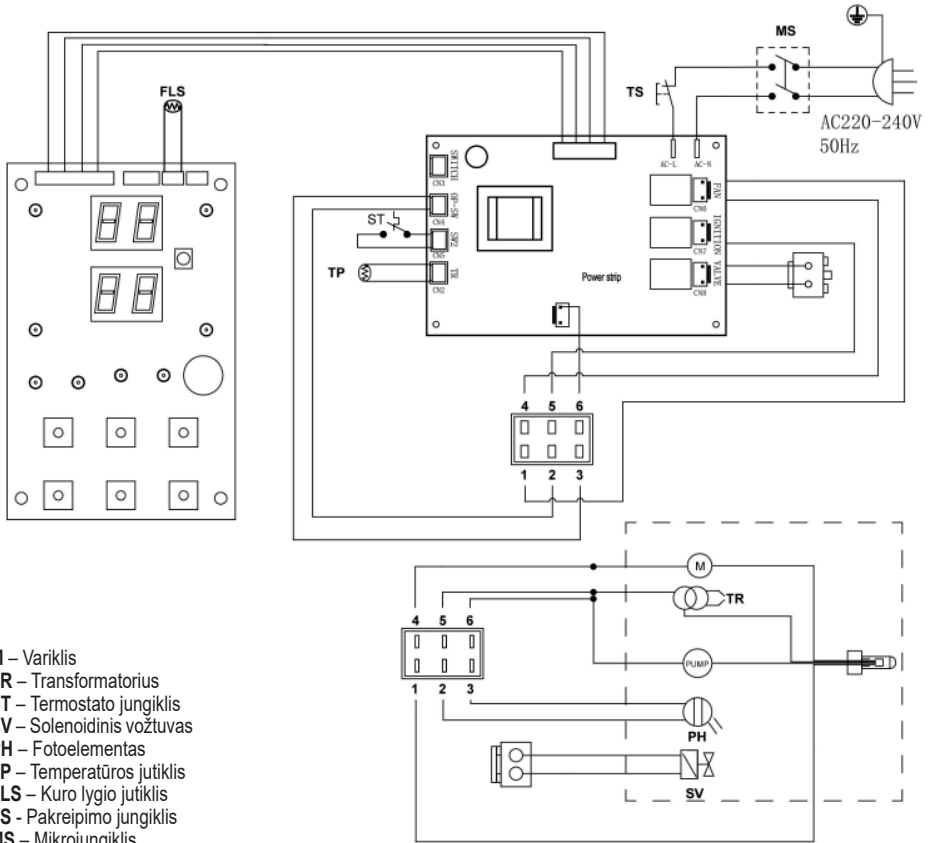 MS
FLS
TS
AC220-240V
50Hz
AC-L
AC-N
SWITCH
CN3
OP-SW
CN4
SW2
CN5
TR
CN2
FAN
CN6
IGNITION
CN7
VALVE
CN8
ST
TP
Power strip
88
88
4 5 6
1 2 3
M
TR
4 5 6
PUMP
1 2 3
PH
SV
– Variklis
R – Transformatorius
T – Termostato jungiklis
V – Solenoidinis vožtuvas
H – Fotoelementas
P – Temperatūros jutiklis
LS – Kuro lygio jutiklis
S - Pakreipimo jungiklis
S – Mikrojungiklis